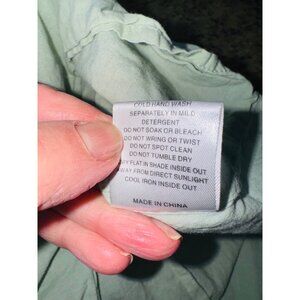 COLD HAND WASH
SEPARATELY IN MILD
DETERGENT
DO NOT SOAK OR BLEACH
DO NOT WRING OR TWIST
DO NOT SPOT CLEAN
DO NOT TUMBLE DRY
FLAT IN SHADE INSIDE OUT
AWAY FROM DIRECT SUNLIGHT
COOL IRON INSIDE OUT
MADE IN CHINA